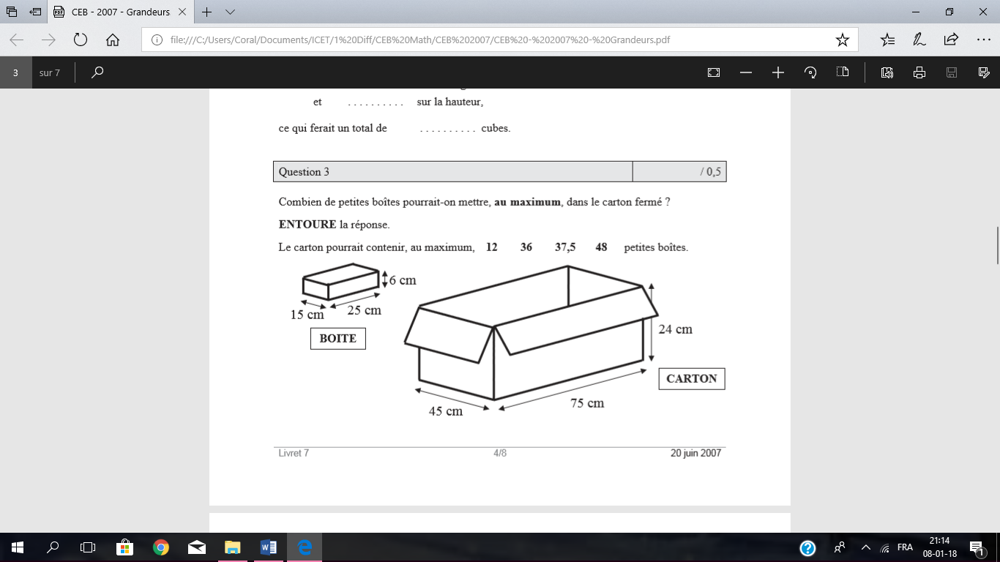 CEB - 2007 - Grandeurs
file:///C:/Users/Coral/Documents/ICET/1%20Diff/CEB%20Math/CEB%202007/CEB%20-%202007%20-%20Grandeurs.pdf
3 sur 7
et .......... sur la hauteur,
ce qui ferait un total de .......... cubes.
Question 3 / 0,5
Combien de petites boîtes pourrait-on mettre, au maximum, dans le carton fermé ?
ENTOURE la réponse.
Le carton pourrait contenir, au maximum, 12 36 37,5 48 petites boîtes.
6 cm
15 cm 25 cm
BOITE
24 cm
CARTON
45 cm 75 cm
Livret 7 4/8 20 juin 2007
FRA
21:14
08-01-18
1